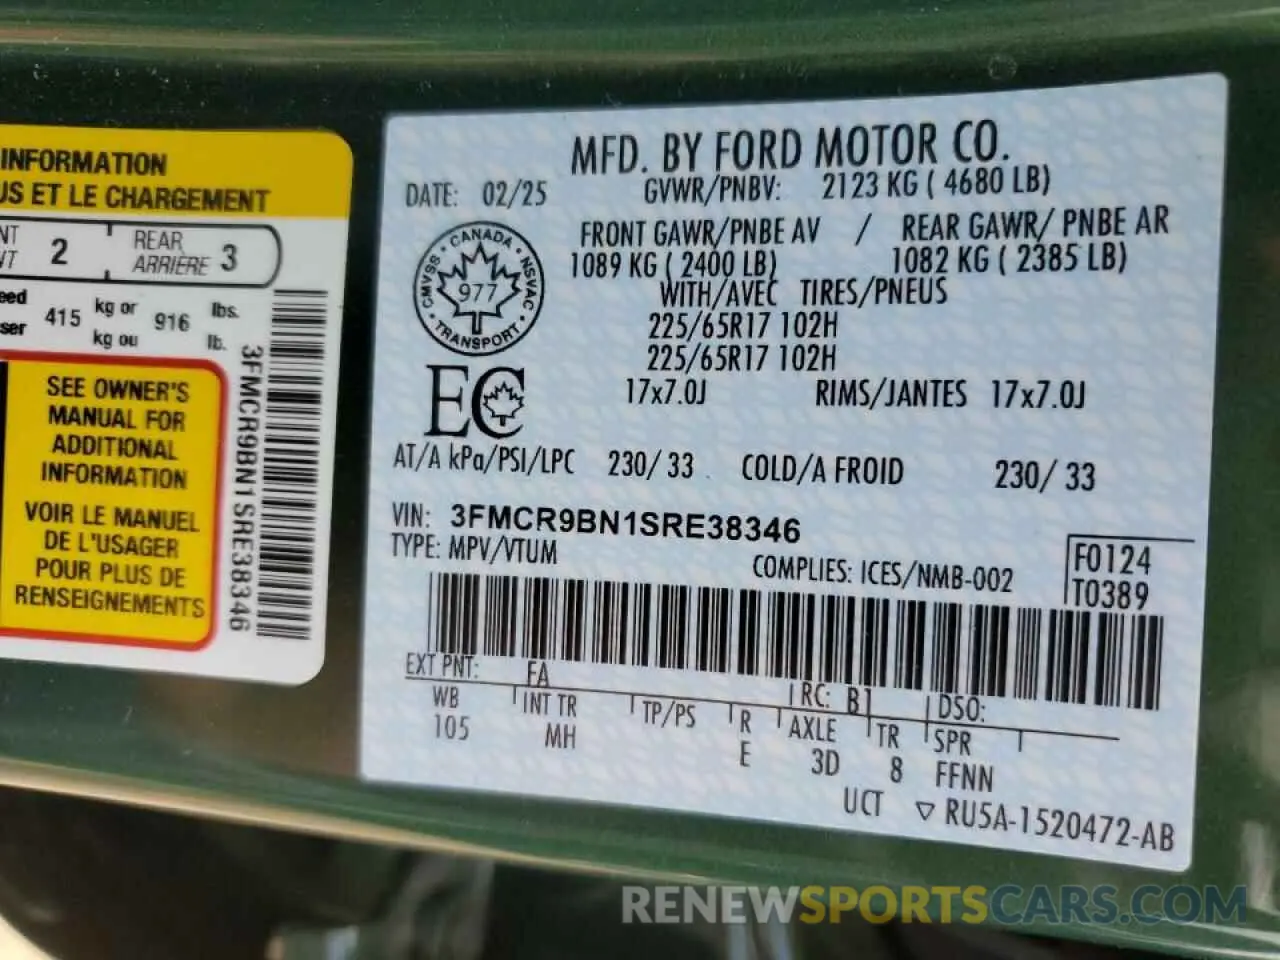 INFORMATION
US ET LE CHARGEMENT
NT
NT
2
REAR
ARRIÈRE
3
415
kg or
kg ou
916
lbs.
lb.
SEE OWNER'S
MANUAL FOR
ADDITIONAL
INFORMATION
VOIR LE MANUEL
DE L'USAGER
POUR PLUS DE
RENSEIGNEMENTS
3FMCR9BN1SRE38346
MFD. BY FORD MOTOR CO.
DATE: 02/25
GVWR/PNBV: 2123 KG ( 4680 LB)
FRONT GAWR/PNBE AV / REAR GAWR/ PNBE AR
1089 KG ( 2400 LB) 1082 KG ( 2385 LB)
WITH/AVEC TIRES/PNEUS
225/65R17 102H
225/65R17 102H
17x7.0J RIMS/JANTES 17x7.0J
CANADA · NSVAC · TRANSPORT · CMVSS
977
EC
AT/A kPa/PSI/LPC 230/ 33 COLD/A FROID 230/ 33
VIN: 3FMCR9BN1SRE38346
TYPE: MPV/VTUM
COMPLIES: ICES/NMB-002
F0124
T0389
EXT PNT: FA RC: B1 DSO:
WB INT TR TP/PS R AXLE TR SPR
105 MH E 3D 8 FFNN
UCT ▽ RU5A-1520472-AB
RENEWSPORTSCARS.COM